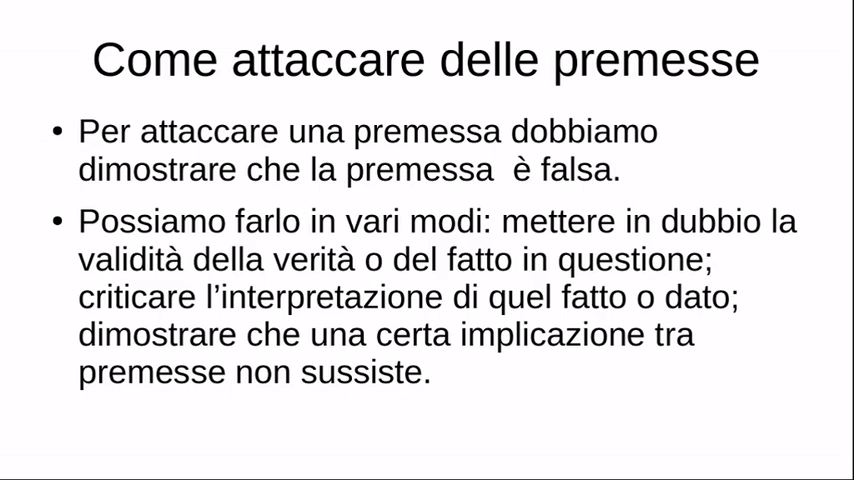 Come attaccare delle premesse
• Per attaccare una premessa dobbiamo
dimostrare che la premessa  è falsa.
• Possiamo farlo in vari modi: mettere in dubbio la
validità della verità o del fatto in questione;
criticare l’interpretazione di quel fatto o dato;
dimostrare che una certa implicazione tra
premesse non sussiste.